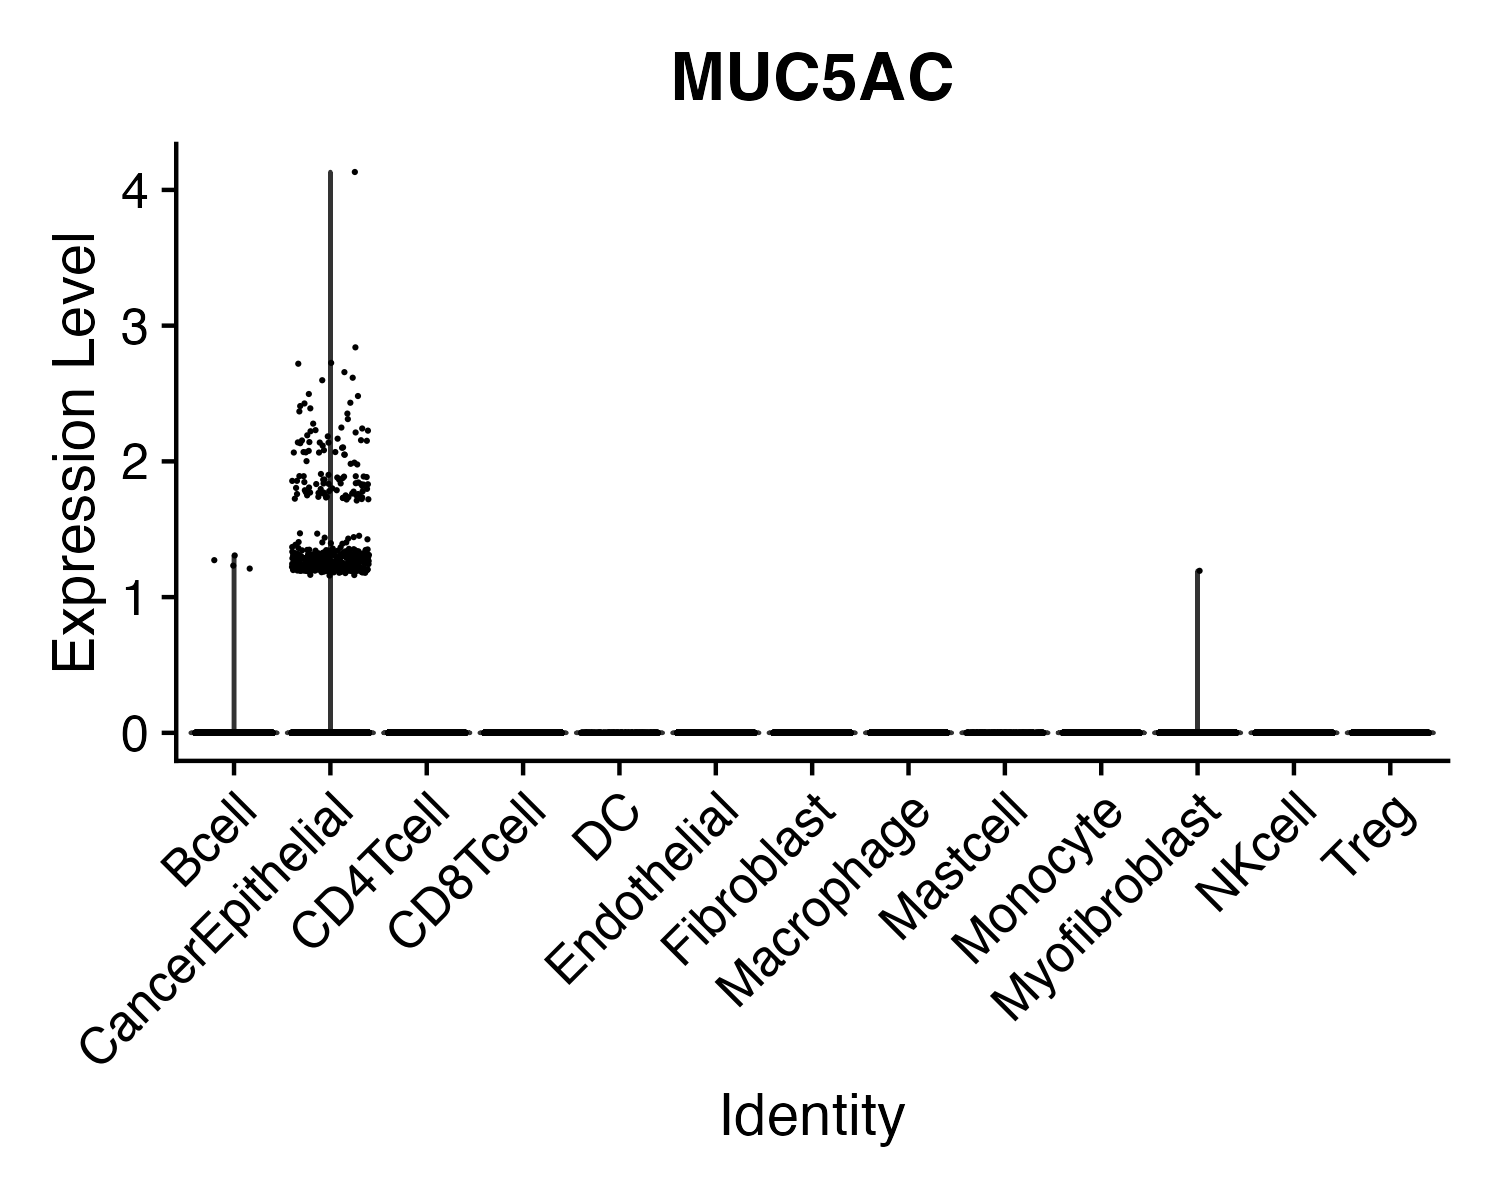 MUC5AC
Expression Level
4
3
2
1
0
Bcell
CancerEpithelial
CD4Tcell
CD8Tcell
DC
Endothelial
Fibroblast
Macrophage
Mastcell
Monocyte
Myofibroblast
NKcell
Treg
Identity